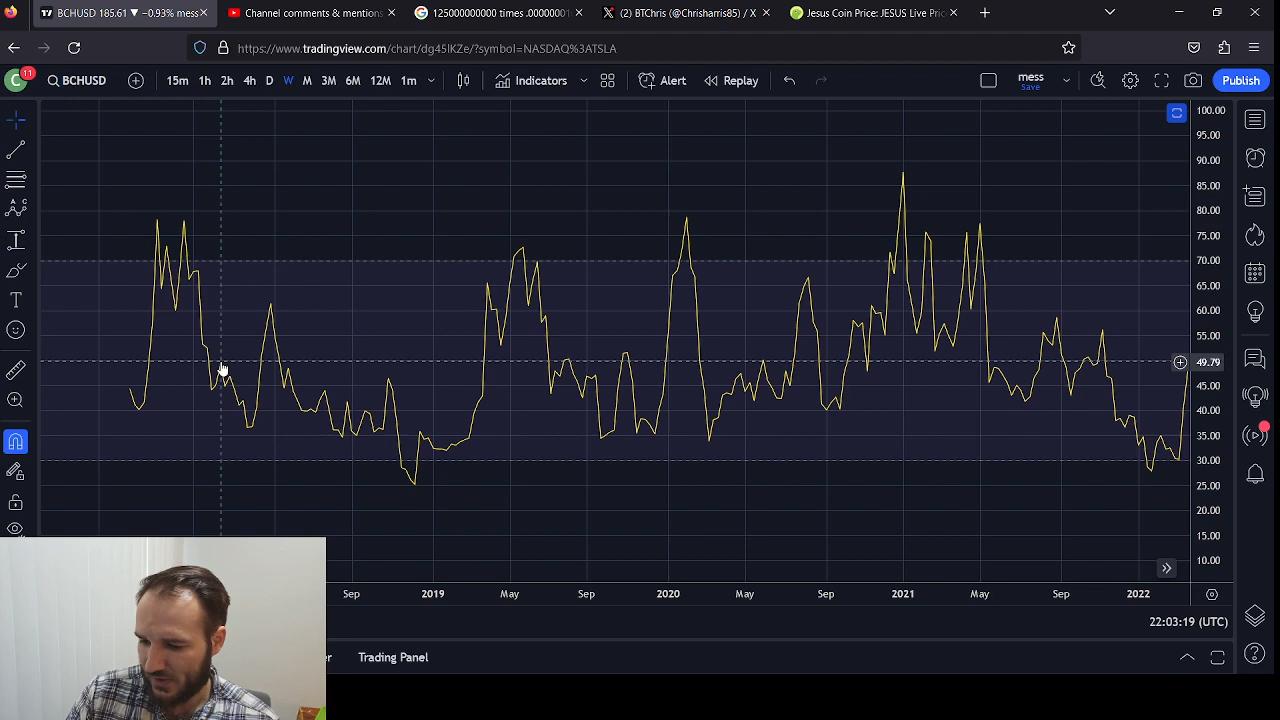 BCHUSD 185.61 ▼ −0.93% mess
Channel comments & mentions
125000000000 times .00000001
(2) BTChris (@Chrisharris85) / X
Jesus Coin Price: JESUS Live Pric
https://www.tradingview.com/chart/dg45lKZe/?symbol=NASDAQ%3ATSLA
C 11
BCHUSD 15m 1h 2h 4h D W M 3M 6M 12M 1m Indicators Alert Replay mess Publish
Save
100.00
95.00
90.00
85.00
80.00
75.00
70.00
65.00
60.00
55.00
49.79
45.00
40.00
35.00
30.00
25.00
20.00
15.00
10.00
Sep 2019 May Sep 2020 May Sep 2021 May Sep 2022
22:03:19 (UTC)
Trading Panel